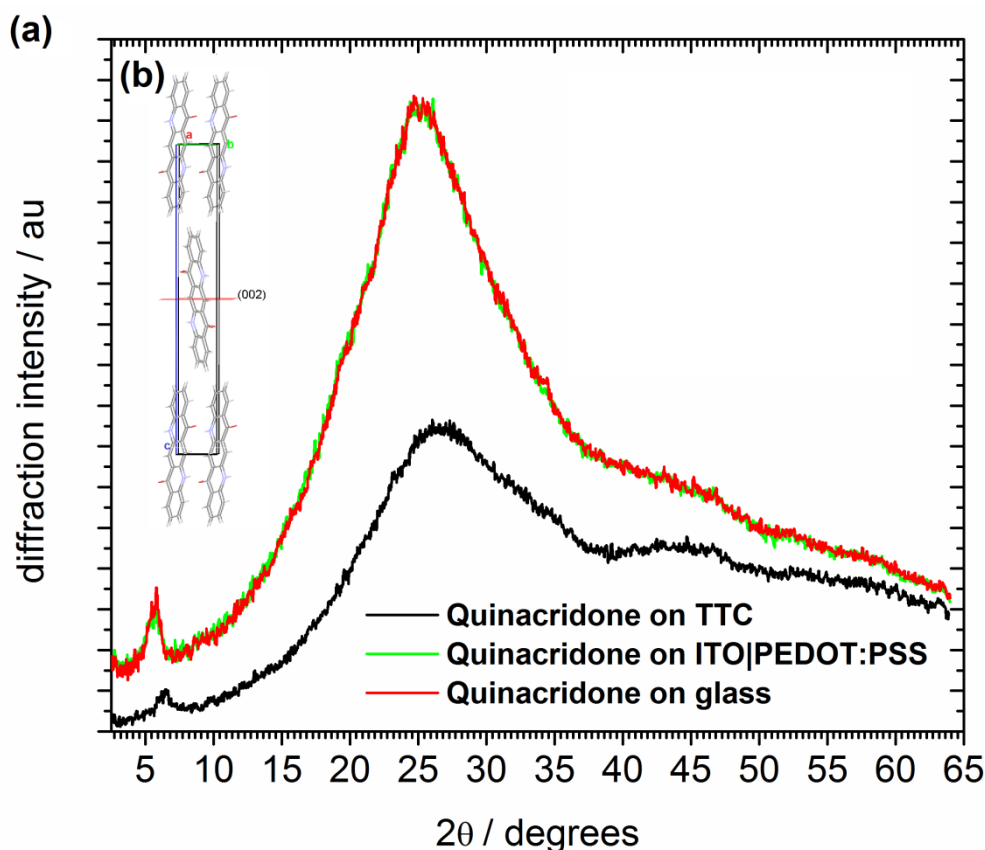 (a)
(b)
a
b
(002)
c
diffraction intensity / au
Quinacridone on TTC
Quinacridone on ITO|PEDOT:PSS
Quinacridone on glass
5 10 15 20 25 30 35 40 45 50 55 60 65
2θ / degrees